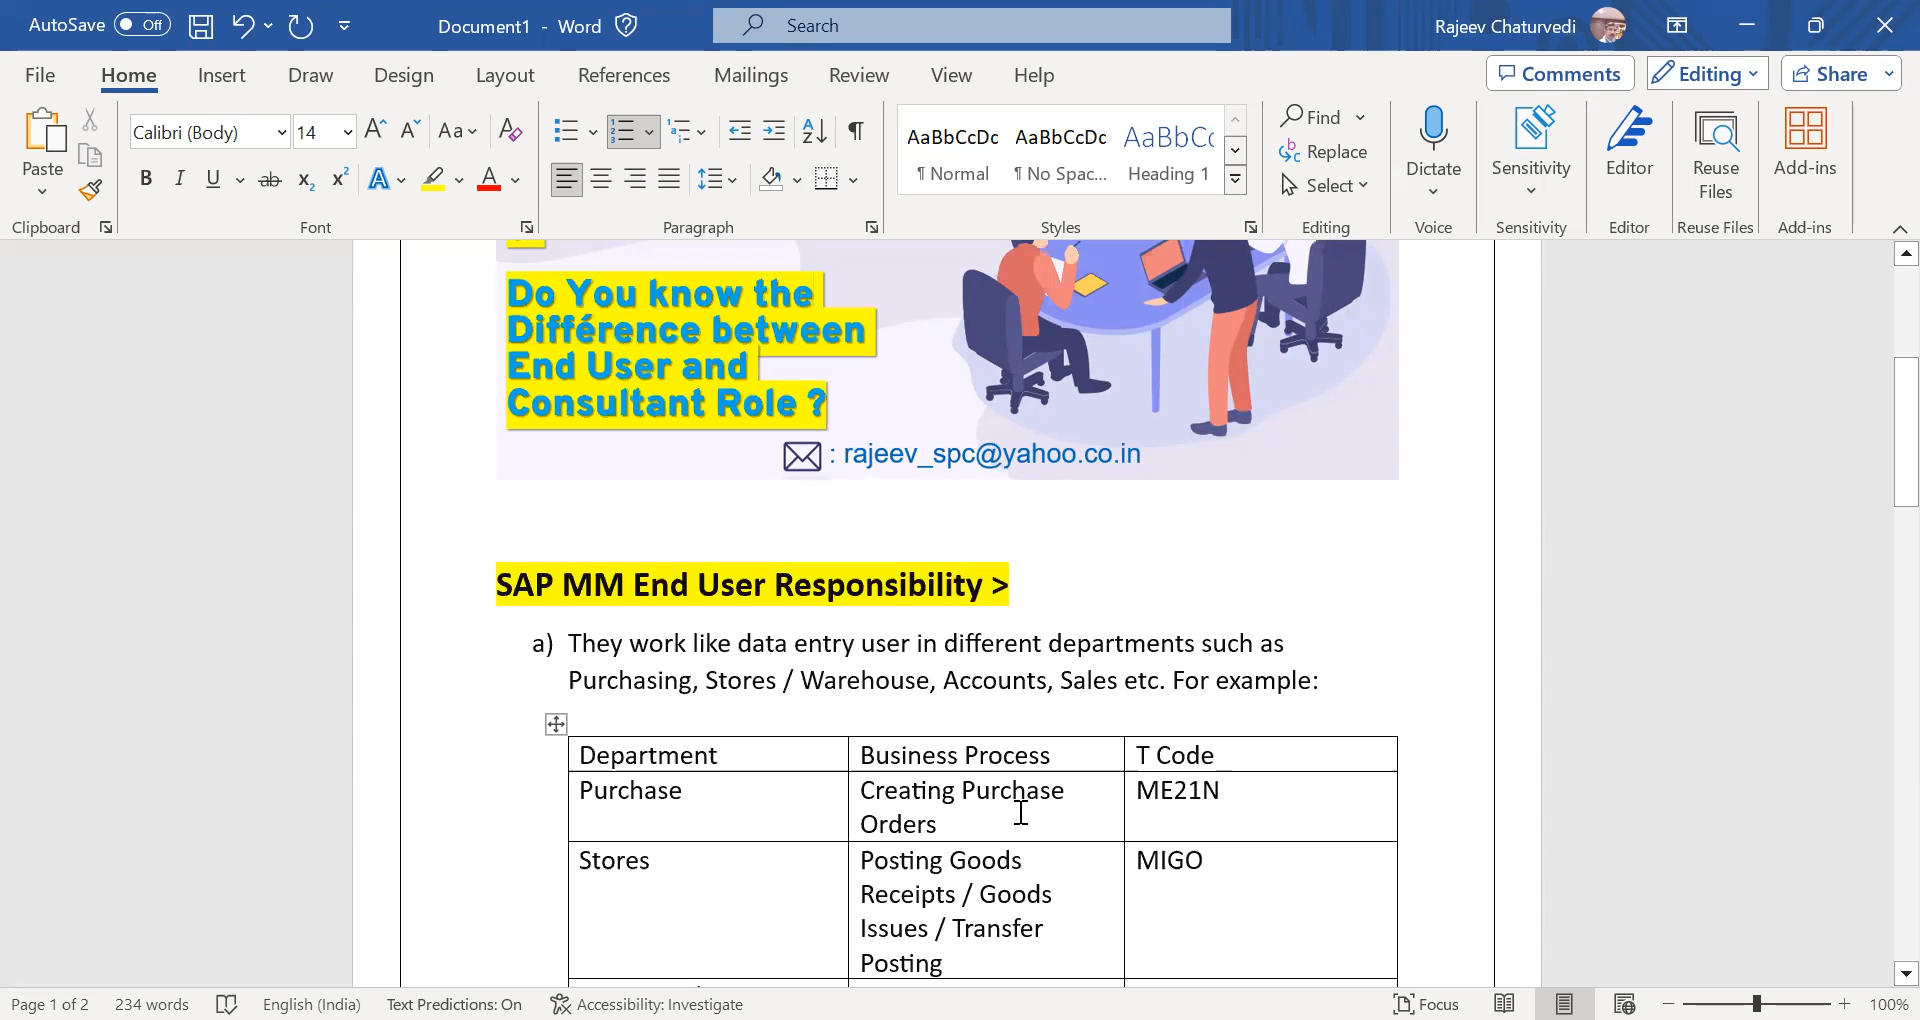 AutoSave Off Document1 - Word Search Rajeev Chaturvedi
File Home Insert Draw Design Layout References Mailings Review View Help Comments Editing Share
Paste Calibri (Body) 14 Aa AaBbCcDc AaBbCcDc AaBbCc Find
Replace
Select
¶ Normal ¶ No Spac... Heading 1 Dictate Sensitivity Editor Reuse Files Add-ins
Clipboard Font Paragraph Styles Editing Voice Sensitivity Editor Reuse Files Add-ins
Do You know the
Différence between
End User and
Consultant Role ?
: rajeev_spc@yahoo.co.in
SAP MM End User Responsibility >
a) They work like data entry user in different departments such as
Purchasing, Stores / Warehouse, Accounts, Sales etc. For example:
Department Business Process T Code
Purchase Creating Purchase ME21N
Orders
Stores Posting Goods MIGO
Receipts / Goods
Issues / Transfer
Posting
Page 1 of 2 234 words English (India) Text Predictions: On Accessibility: Investigate Focus 100%